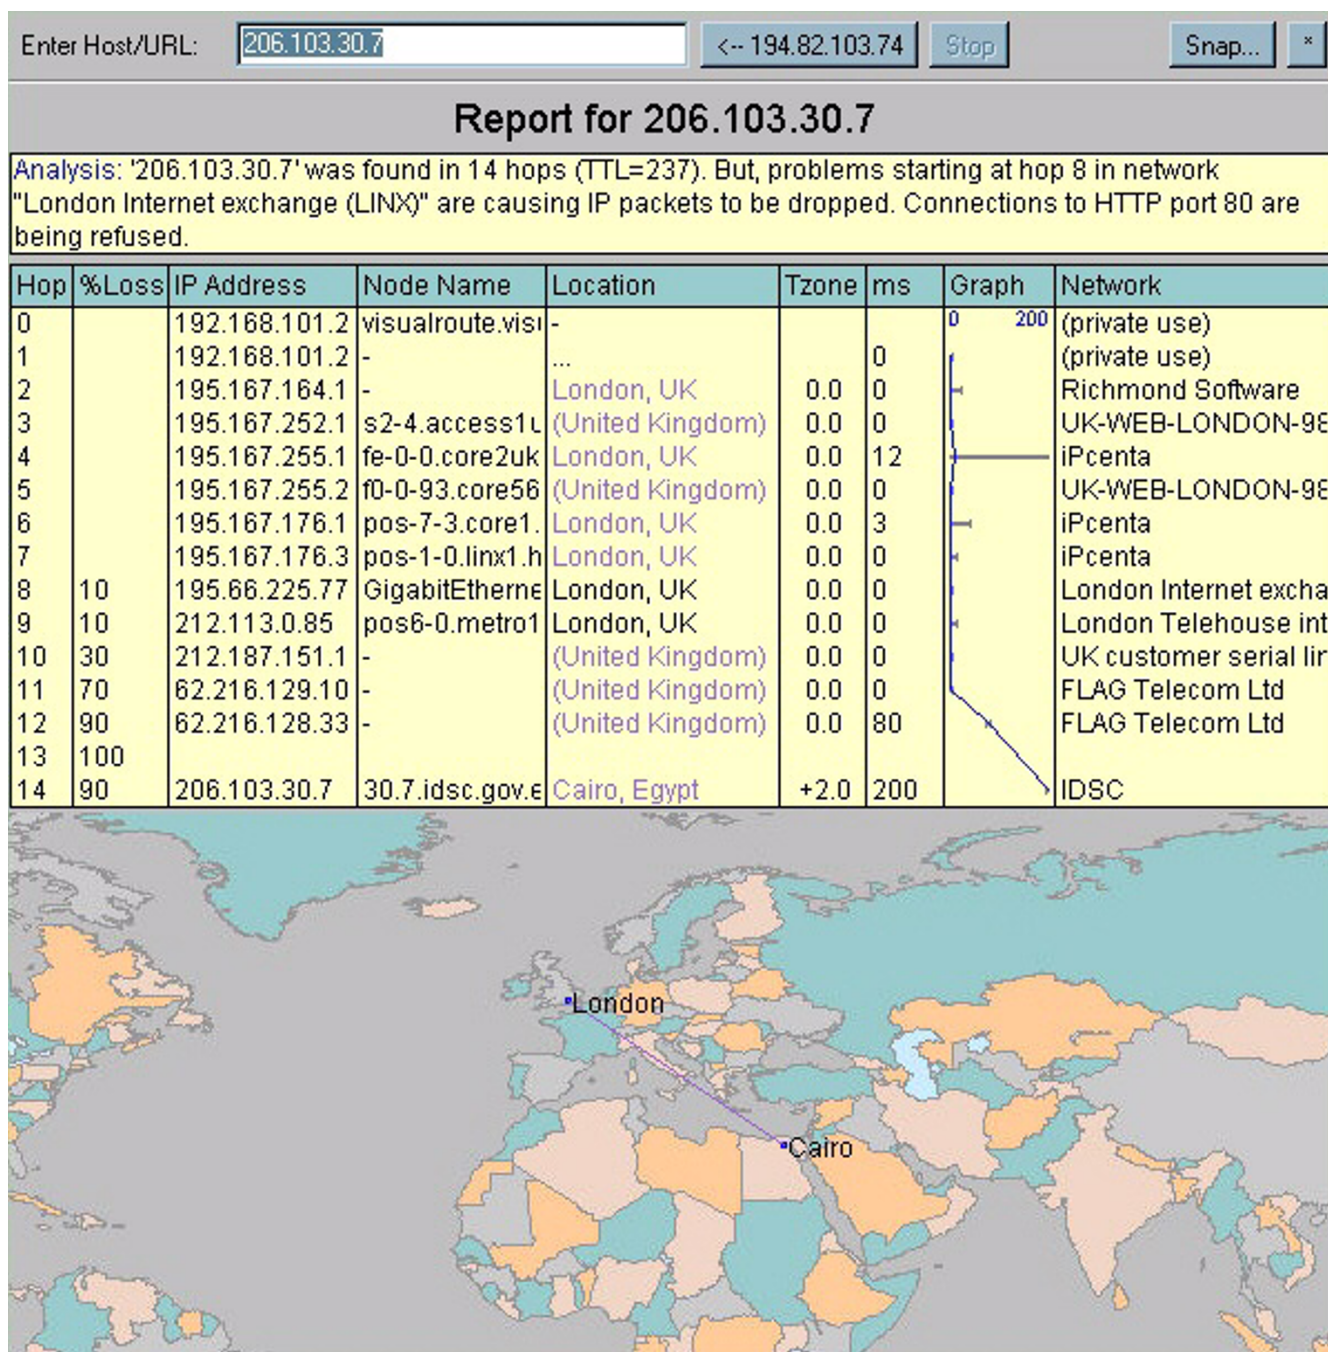 Enter Host/URL: 206.103.30.7 <-- 194.82.103.74 Stop Snap... *
Report for 206.103.30.7
Analysis: '206.103.30.7' was found in 14 hops (TTL=237). But, problems starting at hop 8 in network
"London Internet exchange (LINX)" are causing IP packets to be dropped. Connections to HTTP port 80 are
being refused.
Hop %Loss IP Address Node Name Location Tzone ms Graph Network
0 192.168.101.2 visualroute.visı - 0 200 (private use)
1 192.168.101.2 - ... 0 (private use)
2 195.167.164.1 - London, UK 0.0 0 Richmond Software
3 195.167.252.1 s2-4.access1u (United Kingdom) 0.0 0 UK-WEB-LONDON-98
4 195.167.255.1 fe-0-0.core2uk London, UK 0.0 12 iPcenta
5 195.167.255.2 f0-0-93.core56 (United Kingdom) 0.0 0 UK-WEB-LONDON-98
6 195.167.176.1 pos-7-3.core1. London, UK 0.0 3 iPcenta
7 195.167.176.3 pos-1-0.linx1.h London, UK 0.0 0 iPcenta
8 10 195.66.225.77 GigabitEtherne London, UK 0.0 0 London Internet excha
9 10 212.113.0.85 pos6-0.metro1 London, UK 0.0 0 London Telehouse int
10 30 212.187.151.1 - (United Kingdom) 0.0 0 UK customer serial lir
11 70 62.216.129.10 - (United Kingdom) 0.0 0 FLAG Telecom Ltd
12 90 62.216.128.33 - (United Kingdom) 0.0 80 FLAG Telecom Ltd
13 100
14 90 206.103.30.7 30.7.idsc.gov.e Cairo, Egypt +2.0 200 IDSC
London
Cairo